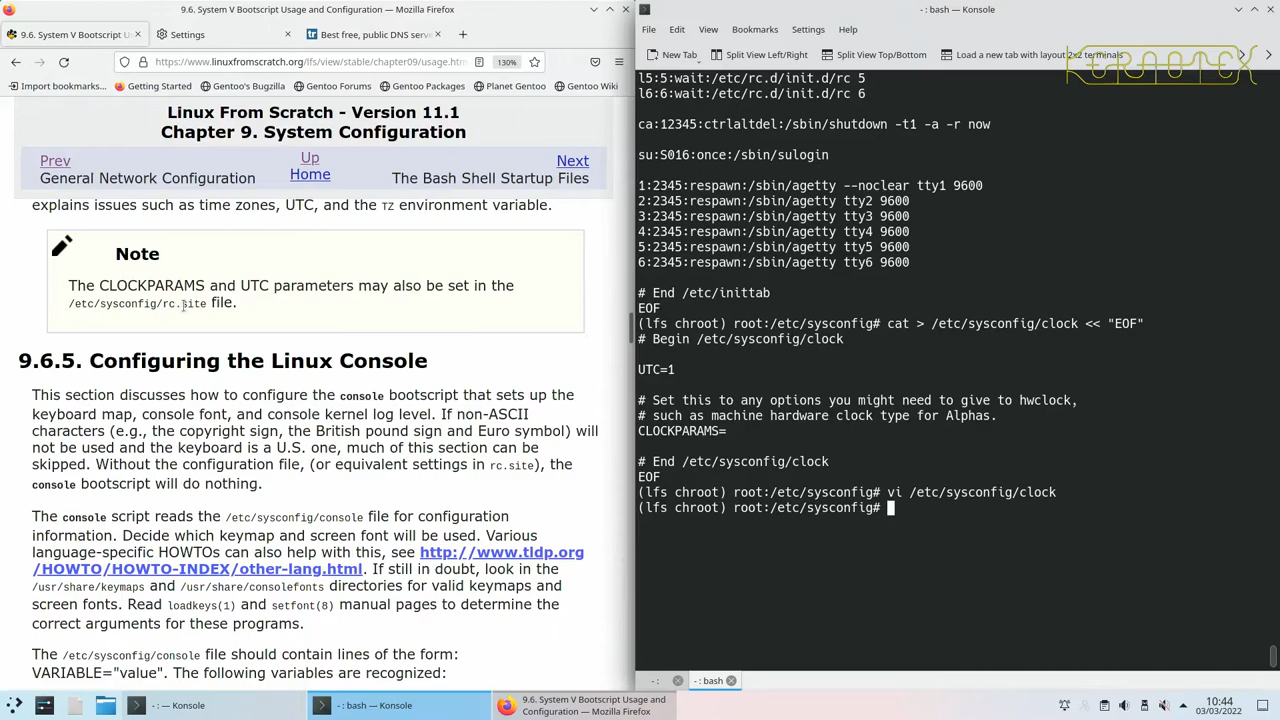 9.6. System V Bootscript Usage and Configuration — Mozilla Firefox
9.6. System V Bootscript U
Settings
Best free, public DNS serve
https://www.linuxfromscratch.org/lfs/view/stable/chapter09/usage.htm
130%
Import bookmarks...
Getting Started
Gentoo's Bugzilla
Gentoo Forums
Gentoo Packages
Planet Gentoo
Gentoo Wiki
Linux From Scratch - Version 11.1
Chapter 9. System Configuration
Prev
Up
Next
General Network Configuration
Home
The Bash Shell Startup Files
explains issues such as time zones, UTC, and the TZ environment variable.
Note
The CLOCKPARAMS and UTC parameters may also be set in the
/etc/sysconfig/rc.site file.
9.6.5. Configuring the Linux Console
This section discusses how to configure the console bootscript that sets up the
keyboard map, console font, and console kernel log level. If non-ASCII
characters (e.g., the copyright sign, the British pound sign and Euro symbol) will
not be used and the keyboard is a U.S. one, much of this section can be
skipped. Without the configuration file, (or equivalent settings in rc.site), the
console bootscript will do nothing.
The console script reads the /etc/sysconfig/console file for configuration
information. Decide which keymap and screen font will be used. Various
language-specific HOWTOs can also help with this, see http://www.tldp.org
/HOWTO/HOWTO-INDEX/other-lang.html. If still in doubt, look in the
/usr/share/keymaps and /usr/share/consolefonts directories for valid keymaps and
screen fonts. Read loadkeys(1) and setfont(8) manual pages to determine the
correct arguments for these programs.
The /etc/sysconfig/console file should contain lines of the form:
VARIABLE="value". The following variables are recognized:
- : bash — Konsole
File
Edit
View
Bookmarks
Settings
Help
New Tab
Split View Left/Right
Split View Top/Bottom
Load a new tab with layout 2x2 terminals
KERNOTEX
l5:5:wait:/etc/rc.d/init.d/rc 5
l6:6:wait:/etc/rc.d/init.d/rc 6
ca:12345:ctrlaltdel:/sbin/shutdown -t1 -a -r now
su:S016:once:/sbin/sulogin
1:2345:respawn:/sbin/agetty --noclear tty1 9600
2:2345:respawn:/sbin/agetty tty2 9600
3:2345:respawn:/sbin/agetty tty3 9600
4:2345:respawn:/sbin/agetty tty4 9600
5:2345:respawn:/sbin/agetty tty5 9600
6:2345:respawn:/sbin/agetty tty6 9600
# End /etc/inittab
EOF
(lfs chroot) root:/etc/sysconfig# cat > /etc/sysconfig/clock << "EOF"
# Begin /etc/sysconfig/clock
UTC=1
# Set this to any options you might need to give to hwclock,
# such as machine hardware clock type for Alphas.
CLOCKPARAMS=
# End /etc/sysconfig/clock
EOF
(lfs chroot) root:/etc/sysconfig# vi /etc/sysconfig/clock
(lfs chroot) root:/etc/sysconfig#
- :
- : bash
- : — Konsole
- : bash — Konsole
9.6. System V Bootscript Usage and
Configuration — Mozilla Firefox
10:44
03/03/2022